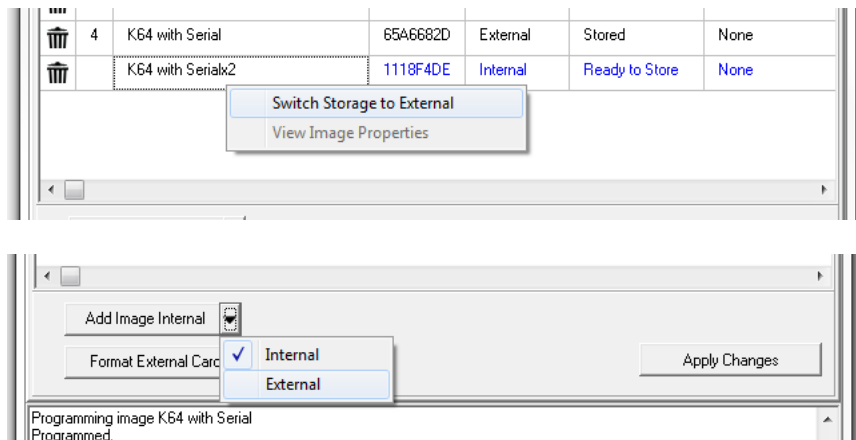 4 K64 with Serial 65A6682D External Stored None
K64 with Serialx2 1118F4DE Internal Ready to Store None
Switch Storage to External
View Image Properties
Add Image Internal
Internal
Format External Card
Apply Changes
External
Programming image K64 with Serial
Programmed.